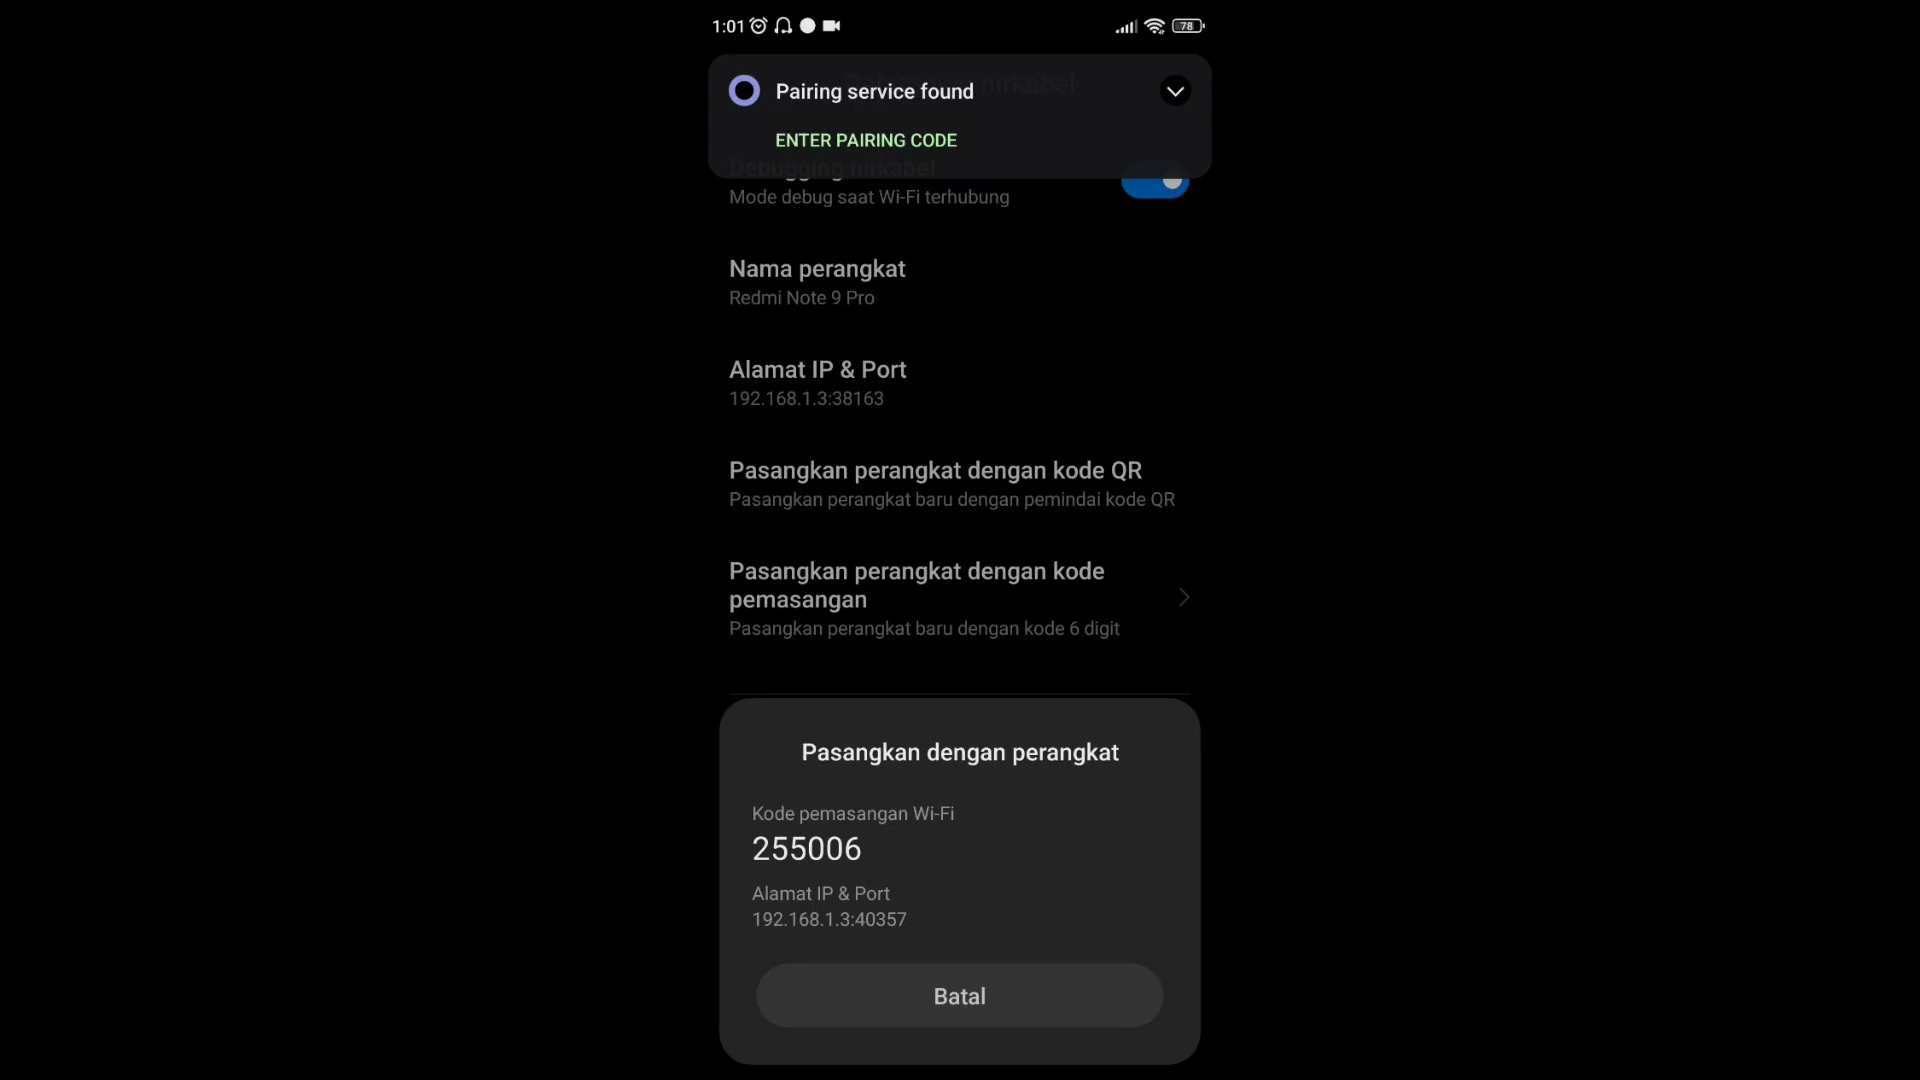 1:01
78
Debugging nirkabel
Pairing service found
ENTER PAIRING CODE
Debugging nirkabel
Mode debug saat Wi-Fi terhubung
Nama perangkat
Redmi Note 9 Pro
Alamat IP & Port
192.168.1.3:38163
Pasangkan perangkat dengan kode QR
Pasangkan perangkat baru dengan pemindai kode QR
Pasangkan perangkat dengan kode
pemasangan
Pasangkan perangkat baru dengan kode 6 digit
Pasangkan dengan perangkat
Kode pemasangan Wi-Fi
255006
Alamat IP & Port
192.168.1.3:40357
Batal